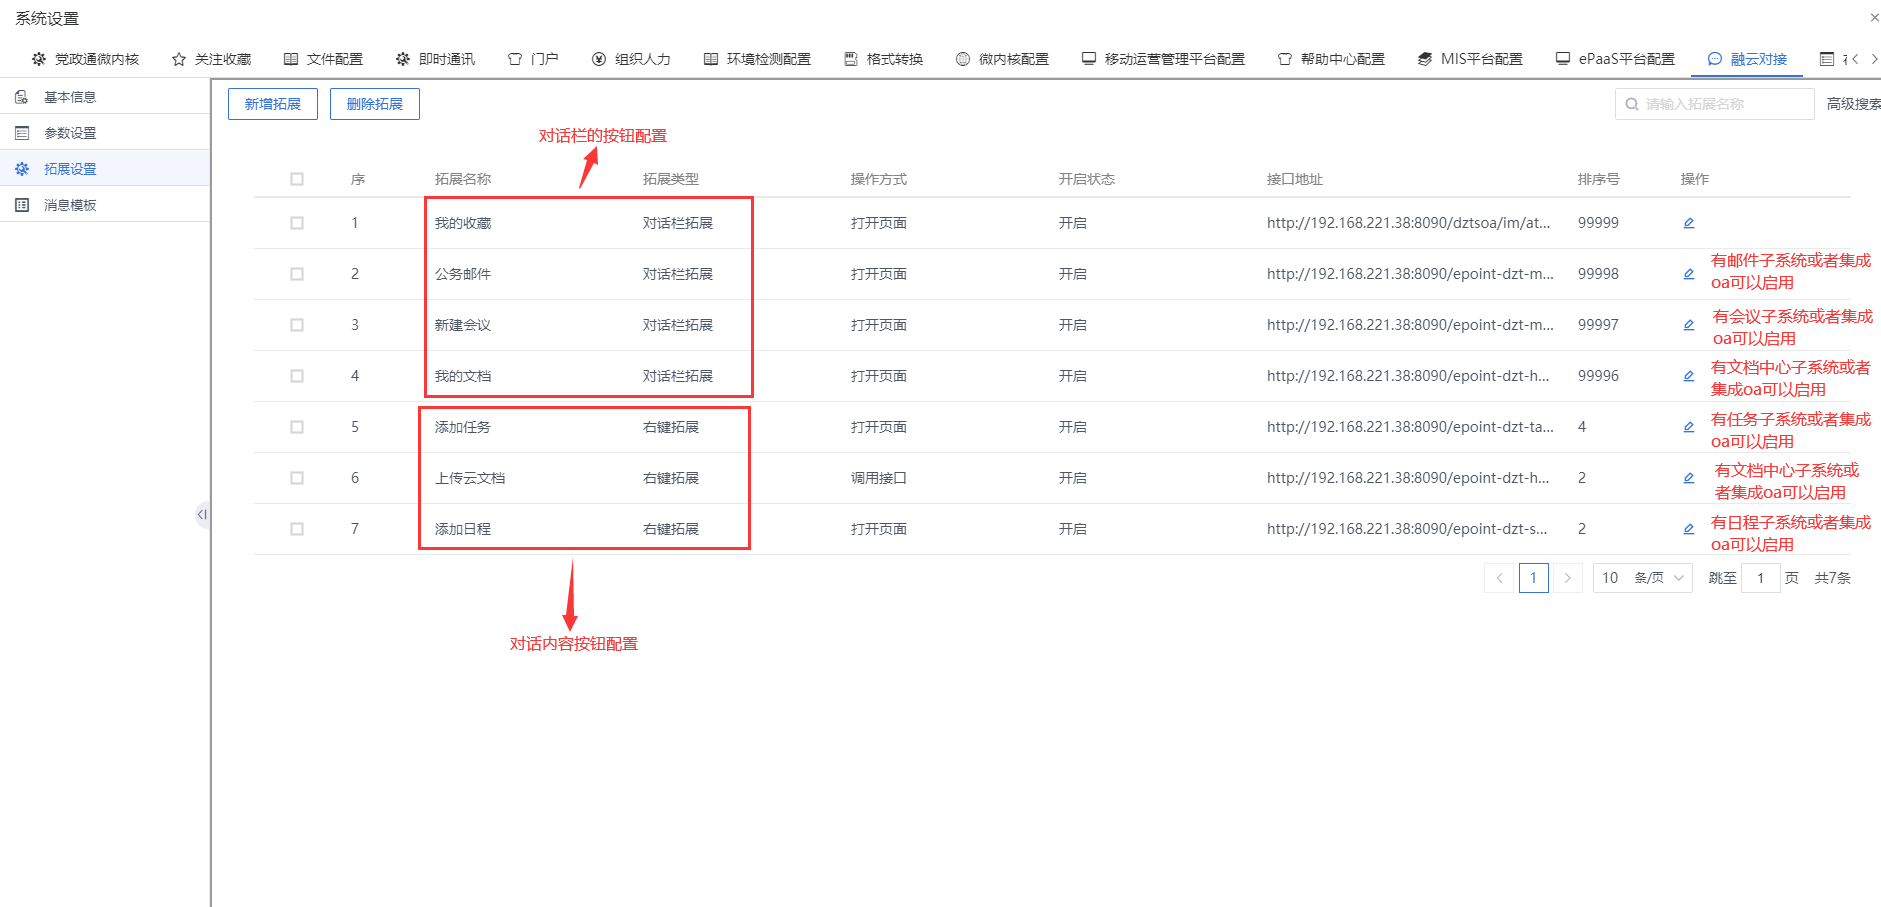 系统设置
党政通微内核 关注收藏 文件配置 即时通讯 门户 组织人力 环境检测配置 格式转换 微内核配置 移动运营管理平台配置 帮助中心配置 MIS平台配置 ePaaS平台配置 融云对接
基本信息
参数设置
拓展设置
消息模板
新增拓展 删除拓展
请输入拓展名称 高级搜索
对话栏的按钮配置
序 拓展名称 拓展类型 操作方式 开启状态 接口地址 排序号 操作
1 我的收藏 对话栏拓展 打开页面 开启 http://192.168.221.38:8090/dztsoa/im/at... 99999
2 公务邮件 对话栏拓展 打开页面 开启 http://192.168.221.38:8090/epoint-dzt-m... 99998
有邮件子系统或者集成
oa可以启用
3 新建会议 对话栏拓展 打开页面 开启 http://192.168.221.38:8090/epoint-dzt-m... 99997
有会议子系统或者集成
oa可以启用
4 我的文档 对话栏拓展 打开页面 开启 http://192.168.221.38:8090/epoint-dzt-h... 99996
有文档中心子系统或者
集成oa可以启用
5 添加任务 右键拓展 打开页面 开启 http://192.168.221.38:8090/epoint-dzt-ta... 4
有任务子系统或者集成
oa可以启用
6 上传云文档 右键拓展 调用接口 开启 http://192.168.221.38:8090/epoint-dzt-h... 2
有文档中心子系统或
者集成oa可以启用
7 添加日程 右键拓展 打开页面 开启 http://192.168.221.38:8090/epoint-dzt-s... 2
有日程子系统或者集成
oa可以启用
1 10 条/页 跳至 1 页 共7条
对话内容按钮配置